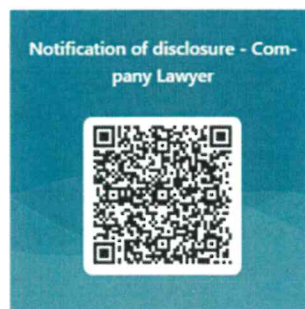 Notification of disclosure - Com-
pany Lawyer